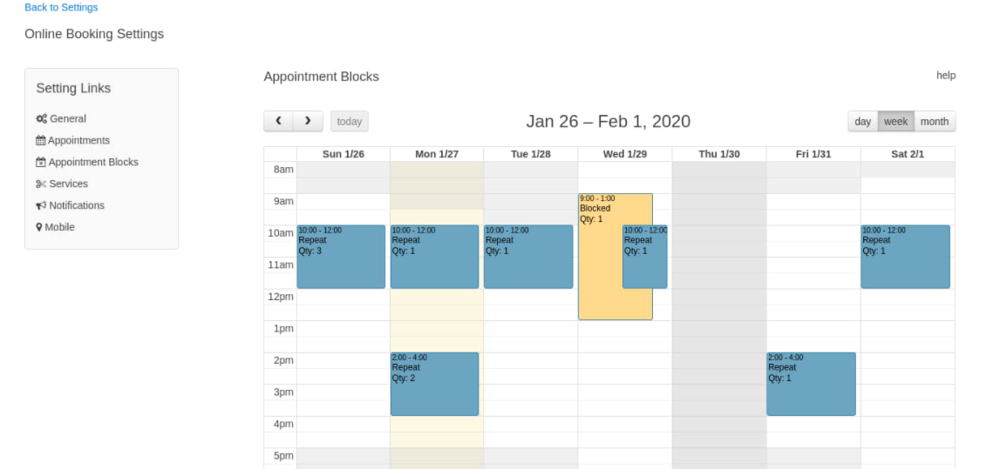 Back to Settings
Online Booking Settings
Setting Links
General
Appointments
Appointment Blocks
Services
Notifications
Mobile
Appointment Blocks
help
today
Jan 26 – Feb 1, 2020
day week month
Sun 1/26 Mon 1/27 Tue 1/28 Wed 1/29 Thu 1/30 Fri 1/31 Sat 2/1
8am
9am
9:00 - 1:00
Blocked
Qty: 1
10am
10:00 - 12:00
Repeat
Qty: 3
10:00 - 12:00
Repeat
Qty: 1
10:00 - 12:00
Repeat
Qty: 1
10:00 - 12:00
Repeat
Qty: 1
10:00 - 12:00
Repeat
Qty: 1
11am
12pm
1pm
2pm
2:00 - 4:00
Repeat
Qty: 2
2:00 - 4:00
Repeat
Qty: 1
3pm
4pm
5pm